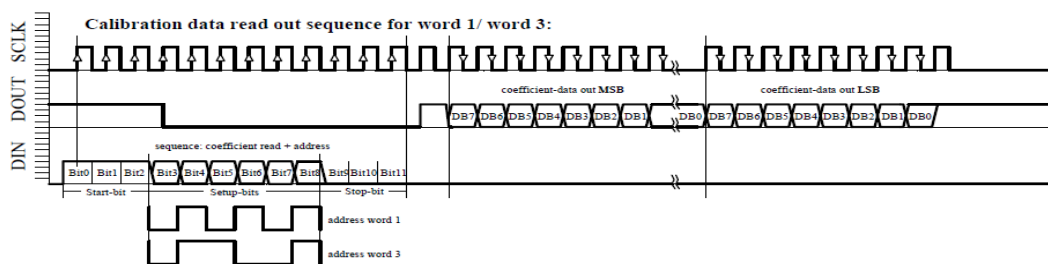 Calibration data read out sequence for word 1/ word 3:
SCLK
coefficient-data out MSB
coefficient-data out LSB
DOUT
DB7 DB6 DB5 DB4 DB3 DB2 DB1 DB0 DB7 DB6 DB5 DB4 DB3 DB2 DB1 DB0
sequence: coefficient read + address
DIN
Bit0 Bit1 Bit2 Bit3 Bit4 Bit5 Bit6 Bit7 Bit8 Bit9 Bit10 Bit11
Start-bit Setup-bits Stop-bit
address word 1
address word 3